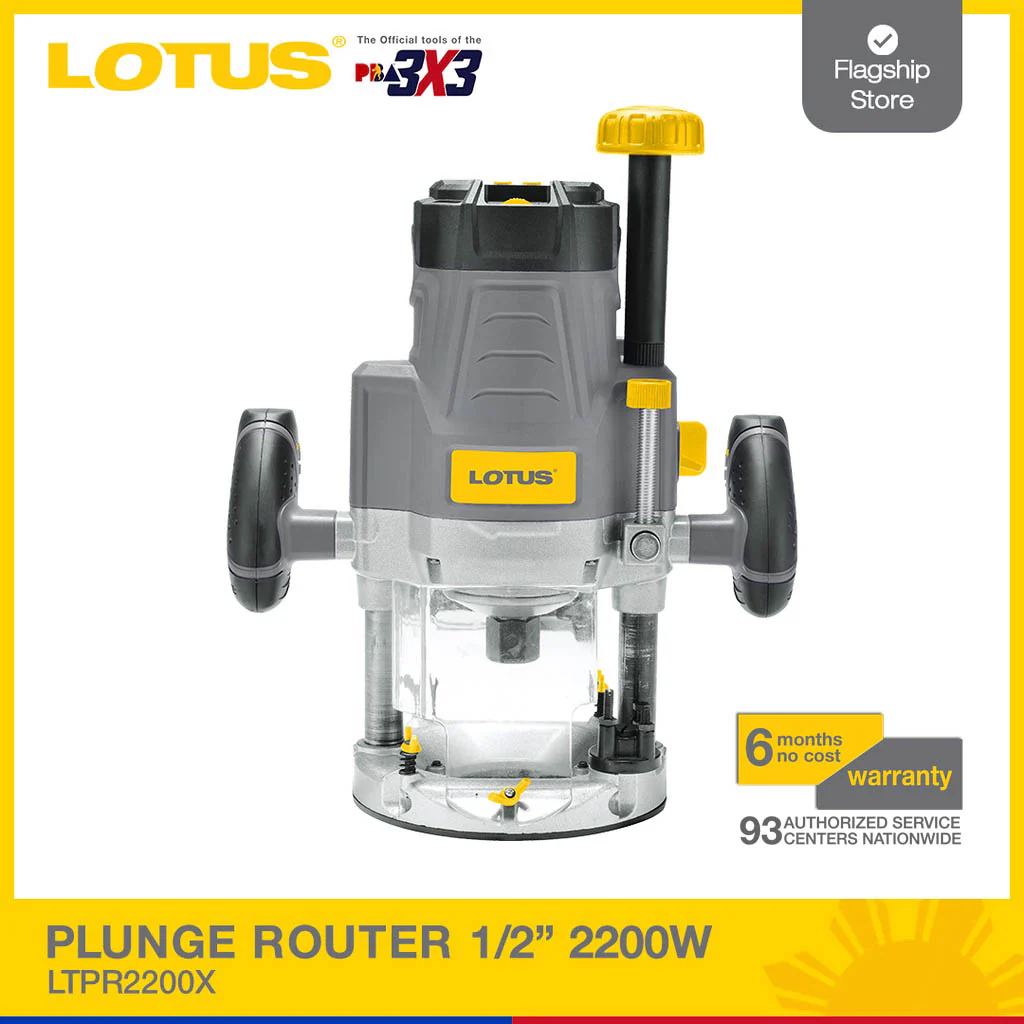 LOTUS®
The Official tools of the
PBA 3X3
Flagship
Store
LOTUS®
6 months
no cost
warranty
93 AUTHORIZED SERVICE
CENTERS NATIONWIDE
PLUNGE ROUTER 1/2” 2200W
LTPR2200X